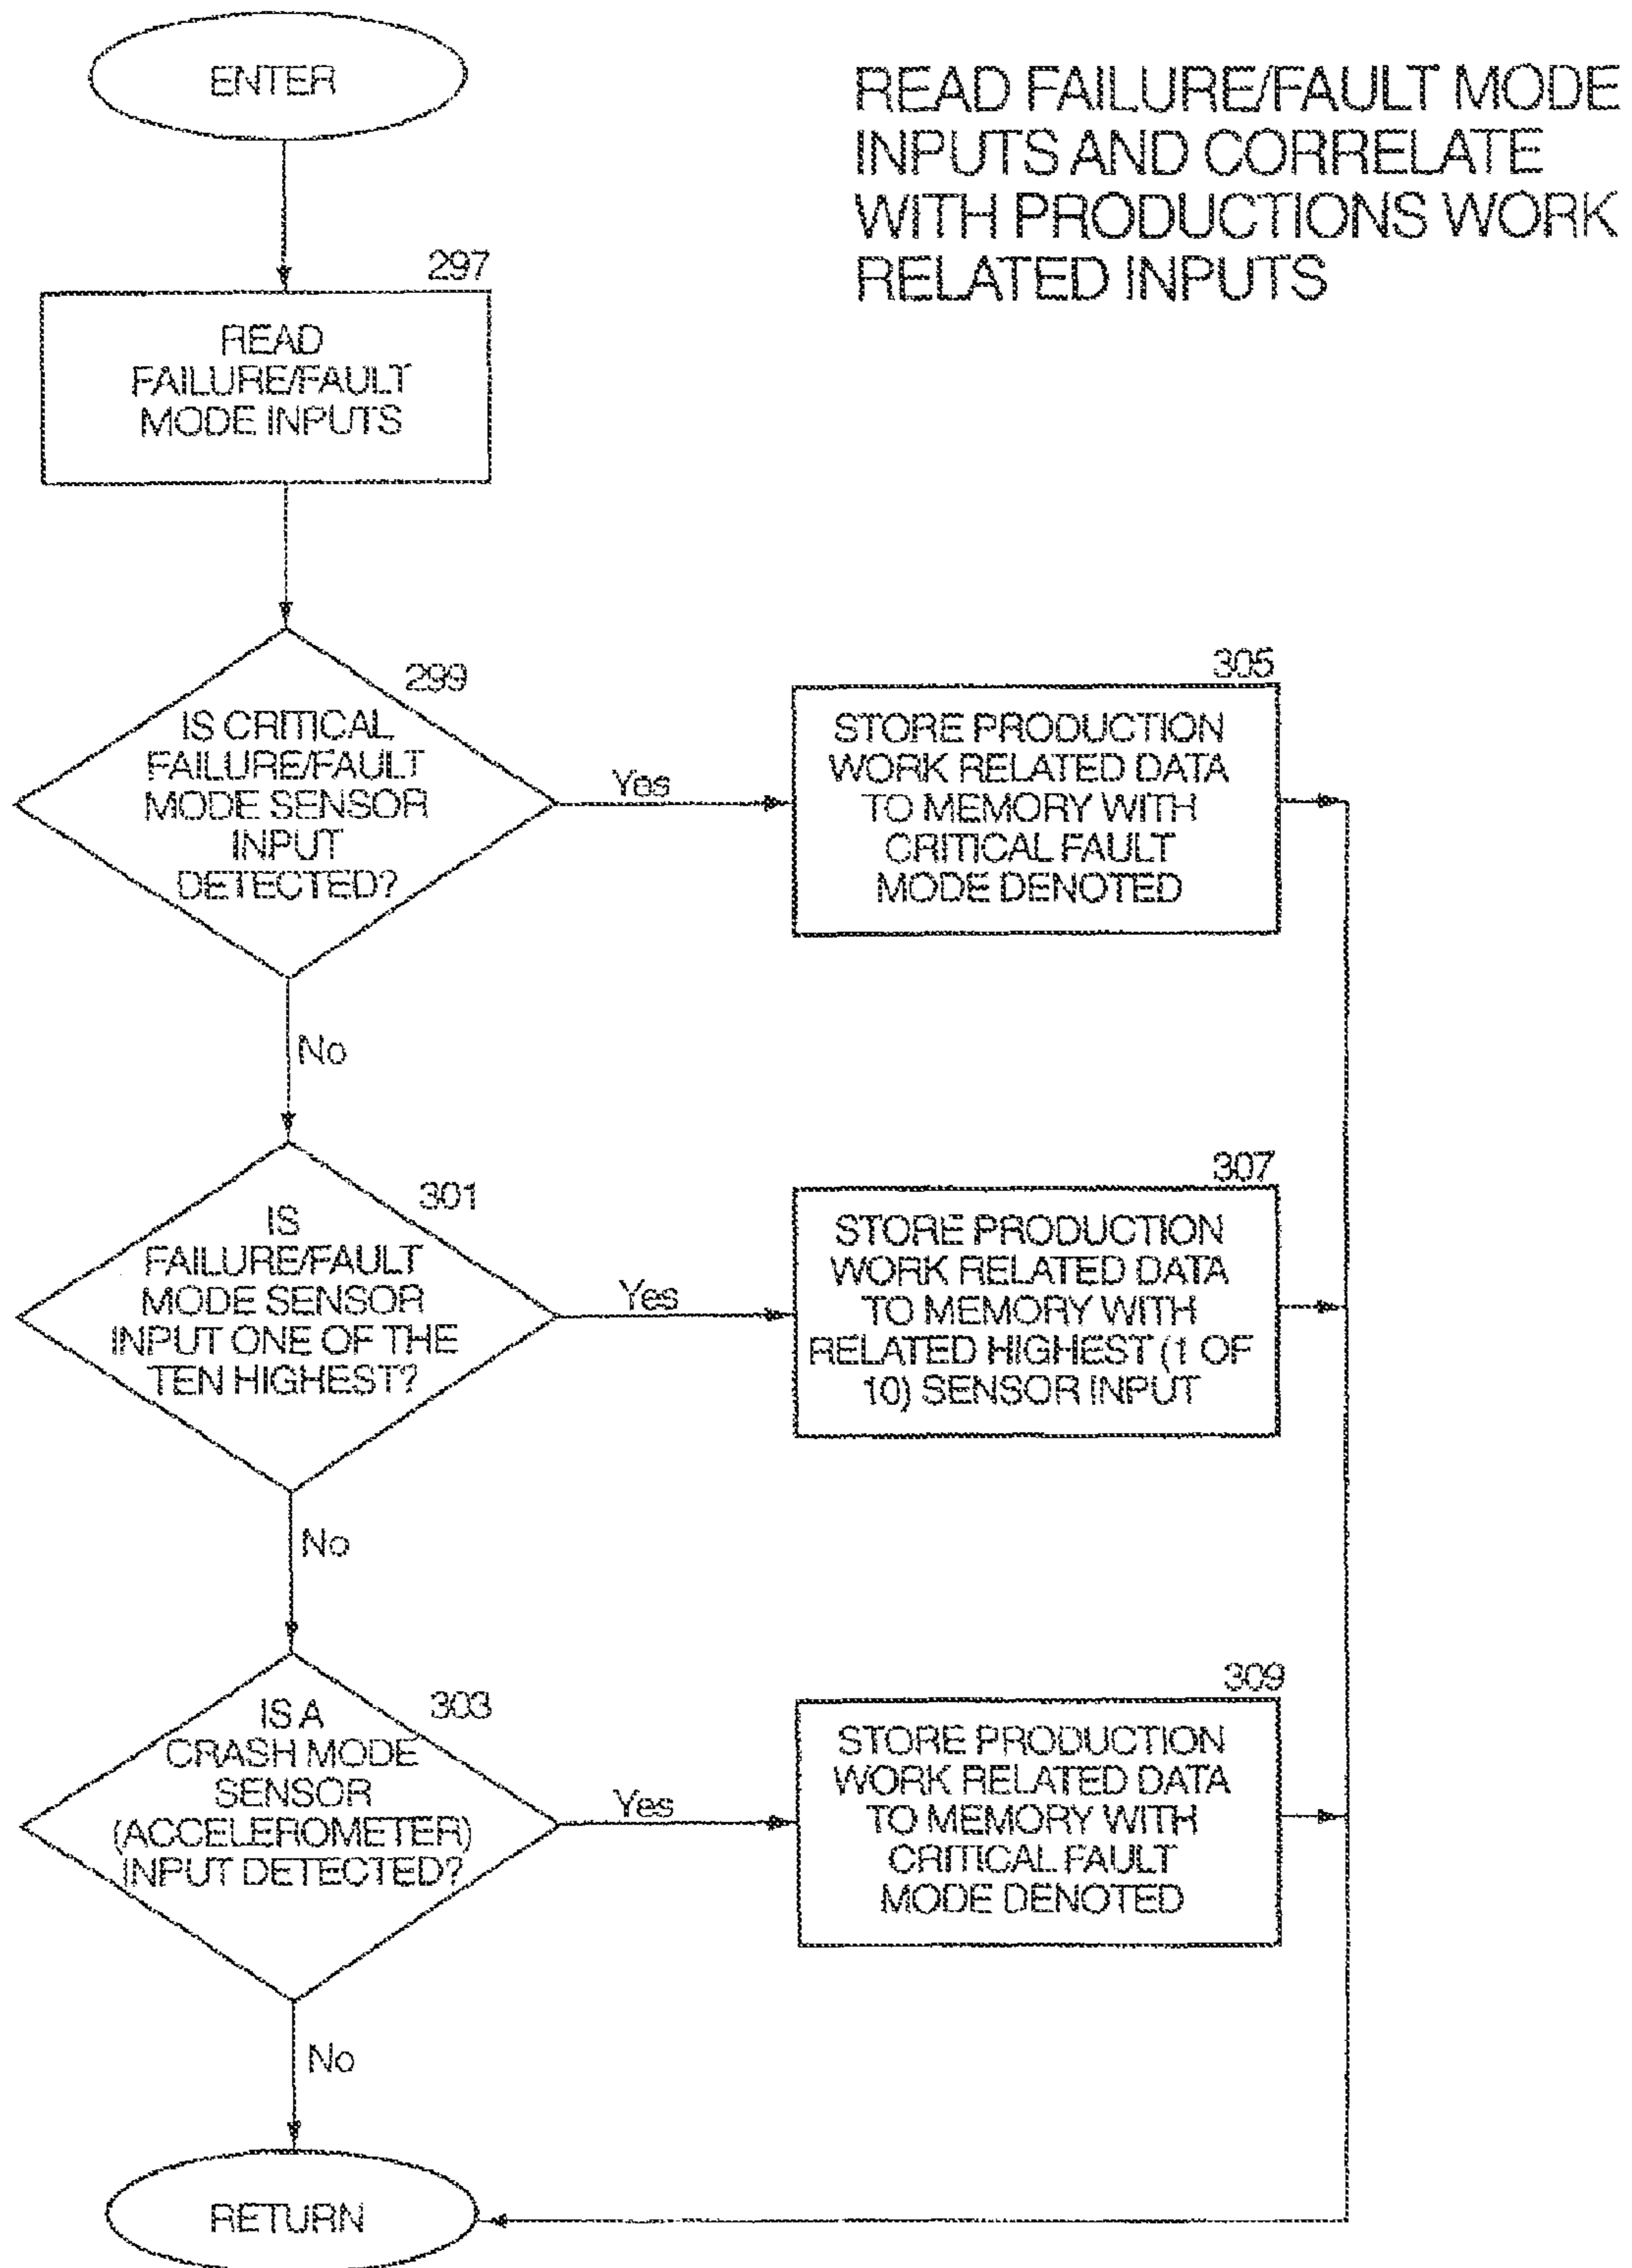 ENTER
READ FAILURE/FAULT MODE
INPUTS AND CORRELATE
WITH PRODUCTIONS WORK
RELATED INPUTS
297
READ
FAILURE/FAULT
MODE INPUTS
299
IS CRITICAL
FAILURE/FAULT
MODE SENSOR
INPUT
DETECTED?
Yes
305
STORE PRODUCTION
WORK RELATED DATA
TO MEMORY WITH
CRITICAL FAULT
MODE DENOTED
No
301
IS
FAILURE/FAULT
MODE SENSOR
INPUT ONE OF THE
TEN HIGHEST?
Yes
307
STORE PRODUCTION
WORK RELATED DATA
TO MEMORY WITH
RELATED HIGHEST (1 OF
10) SENSOR INPUT
No
303
IS A
CRASH MODE
SENSOR
(ACCELEROMETER)
INPUT DETECTED?
Yes
309
STORE PRODUCTION
WORK RELATED DATA
TO MEMORY WITH
CRITICAL FAULT
MODE DENOTED
No
RETURN